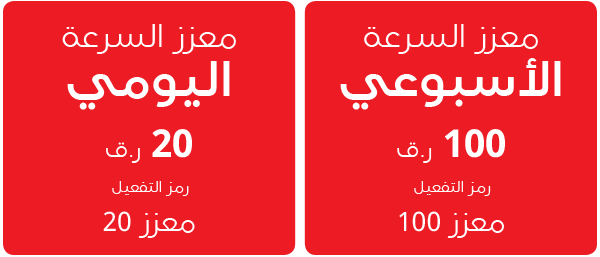 معزز السرعة
الأسبوعي
100 ر.ق
رمز التفعيل
معزز 100
معزز السرعة
اليومي
20 ر.ق
رمز التفعيل
معزز 20